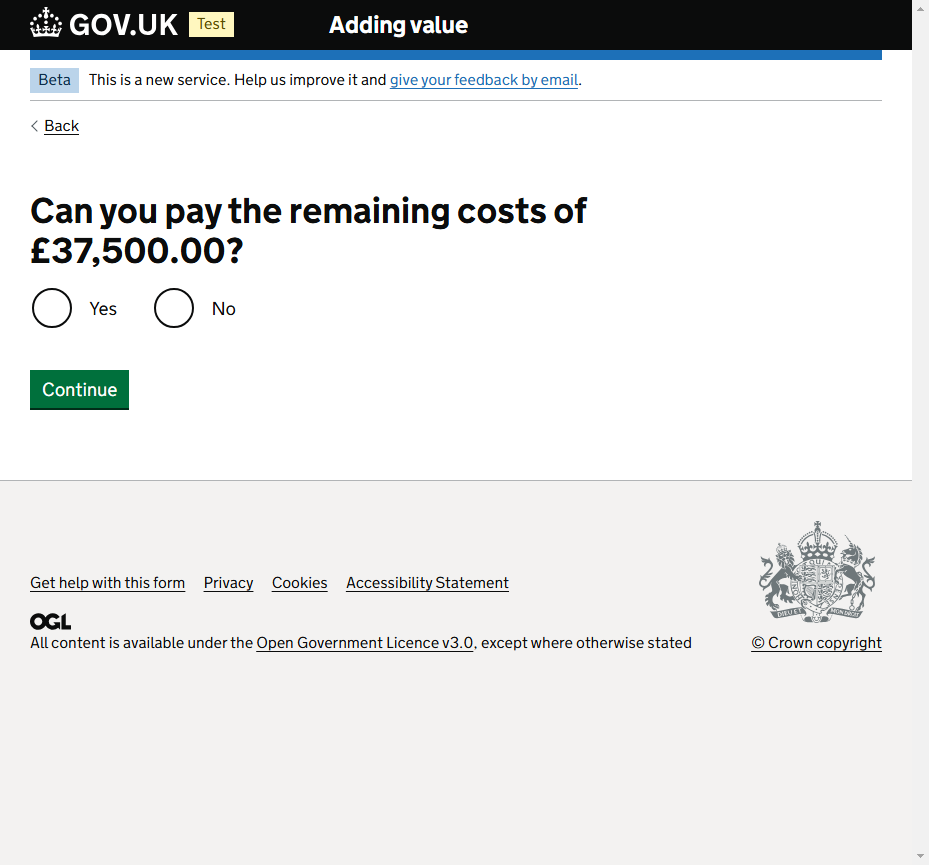 GOV.UK Test Adding value
Beta This is a new service. Help us improve it and give your feedback by email.
Back
Can you pay the remaining costs of
£37,500.00?
Yes No
Continue
Get help with this form Privacy Cookies Accessibility Statement
OGL
All content is available under the Open Government Licence v3.0, except where otherwise stated © Crown copyright